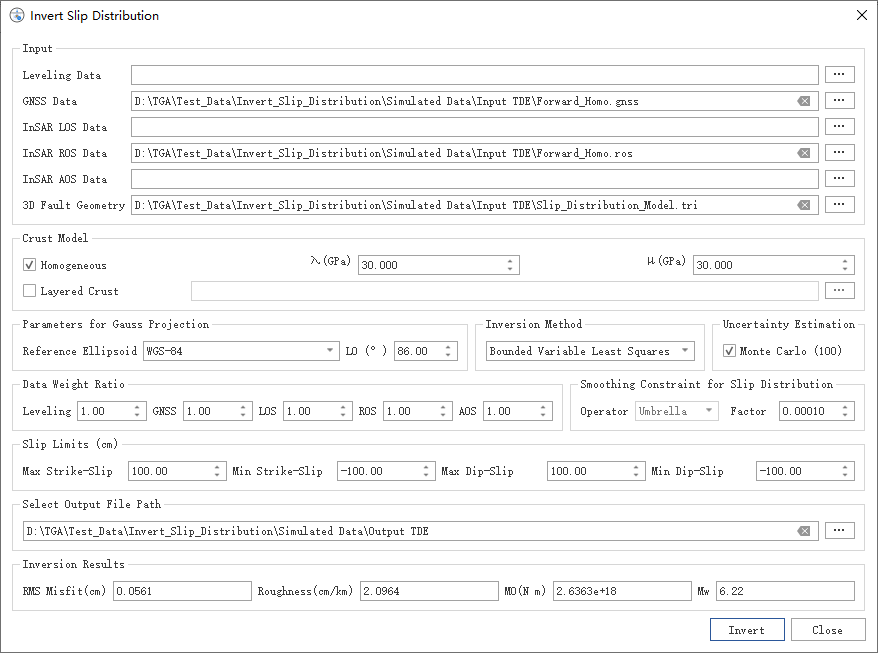 Invert Slip Distribution
Input
Leveling Data ...
GNSS Data D:\TGA\Test_Data\Invert_Slip_Distribution\Simulated Data\Input TDE\Forward_Homo.gnss ...
InSAR LOS Data ...
InSAR ROS Data D:\TGA\Test_Data\Invert_Slip_Distribution\Simulated Data\Input TDE\Forward_Homo.ros ...
InSAR AOS Data ...
3D Fault Geometry D:\TGA\Test_Data\Invert_Slip_Distribution\Simulated Data\Input TDE\Slip_Distribution_Model.tri ...
Crust Model
Homogeneous λ(GPa) 30.000 μ(GPa) 30.000
Layered Crust ...
Parameters for Gauss Projection Inversion Method Uncertainty Estimation
Reference Ellipsoid WGS-84 L0 (°) 86.00 Bounded Variable Least Squares Monte Carlo (100)
Data Weight Ratio Smoothing Constraint for Slip Distribution
Leveling 1.00 GNSS 1.00 LOS 1.00 ROS 1.00 AOS 1.00 Operator Umbrella Factor 0.00010
Slip Limits (cm)
Max Strike-Slip 100.00 Min Strike-Slip -100.00 Max Dip-Slip 100.00 Min Dip-Slip -100.00
Select Output File Path
D:\TGA\Test_Data\Invert_Slip_Distribution\Simulated Data\Output TDE ...
Inversion Results
RMS Misfit(cm) 0.0561 Roughness(cm/km) 2.0964 M0(N m) 2.6363e+18 Mw 6.22
Invert Close